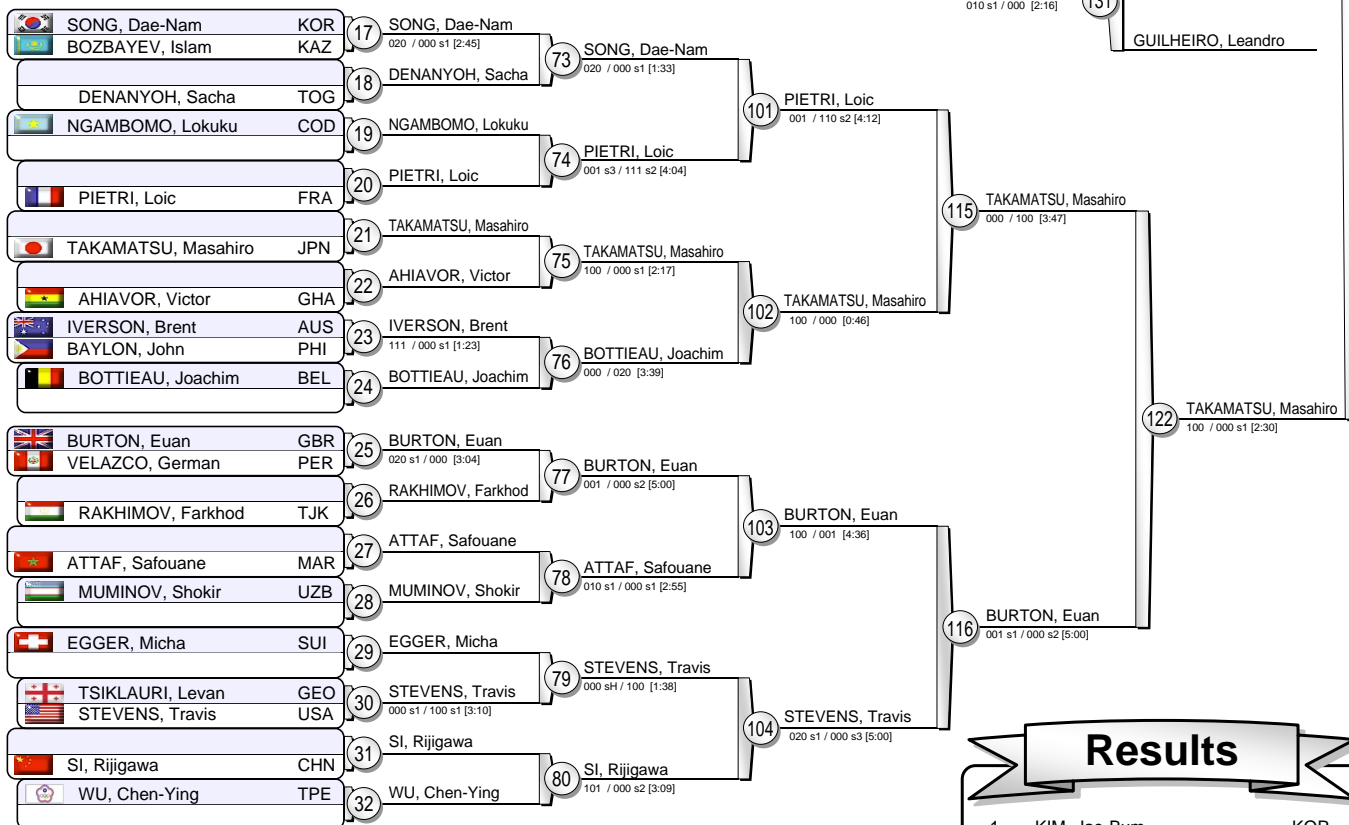 010 s1 / 000 [2:16]
131
GUILHEIRO, Leandro
SONG, Dae-Nam KOR
BOZBAYEV, Islam KAZ
17
SONG, Dae-Nam
020 / 000 s1 [2:45]
DENANYOH, Sacha TOG
18
DENANYOH, Sacha
73
SONG, Dae-Nam
020 / 000 s1 [1:33]
NGAMBOMO, Lokuku COD
19
NGAMBOMO, Lokuku
PIETRI, Loic FRA
20
PIETRI, Loic
74
PIETRI, Loic
001 s3 / 111 s2 [4:04]
101
PIETRI, Loic
001 / 110 s2 [4:12]
TAKAMATSU, Masahiro JPN
21
TAKAMATSU, Masahiro
AHIAVOR, Victor GHA
22
AHIAVOR, Victor
75
TAKAMATSU, Masahiro
100 / 000 s1 [2:17]
IVERSON, Brent AUS
BAYLON, John PHI
23
IVERSON, Brent
111 / 000 s1 [1:23]
BOTTIEAU, Joachim BEL
24
BOTTIEAU, Joachim
76
BOTTIEAU, Joachim
000 / 020 [3:39]
102
TAKAMATSU, Masahiro
100 / 000 [0:46]
115
TAKAMATSU, Masahiro
000 / 100 [3:47]
BURTON, Euan GBR
VELAZCO, German PER
25
BURTON, Euan
020 s1 / 000 [3:04]
RAKHIMOV, Farkhod TJK
26
RAKHIMOV, Farkhod
77
BURTON, Euan
001 / 000 s2 [5:00]
ATTAF, Safouane MAR
27
ATTAF, Safouane
MUMINOV, Shokir UZB
28
MUMINOV, Shokir
78
ATTAF, Safouane
010 s1 / 000 s1 [2:55]
103
BURTON, Euan
100 / 001 [4:36]
EGGER, Micha SUI
29
EGGER, Micha
TSIKLAURI, Levan GEO
STEVENS, Travis USA
30
STEVENS, Travis
000 s1 / 100 s1 [3:10]
79
STEVENS, Travis
000 sH / 100 [1:38]
SI, Rijigawa CHN
31
SI, Rijigawa
WU, Chen-Ying TPE
32
WU, Chen-Ying
80
SI, Rijigawa
101 / 000 s2 [3:09]
104
STEVENS, Travis
020 s1 / 000 s3 [5:00]
116
BURTON, Euan
001 s1 / 000 s2 [5:00]
122
TAKAMATSU, Masahiro
100 / 000 s1 [2:30]
Results
1 KIM, Jae-Bum KOR